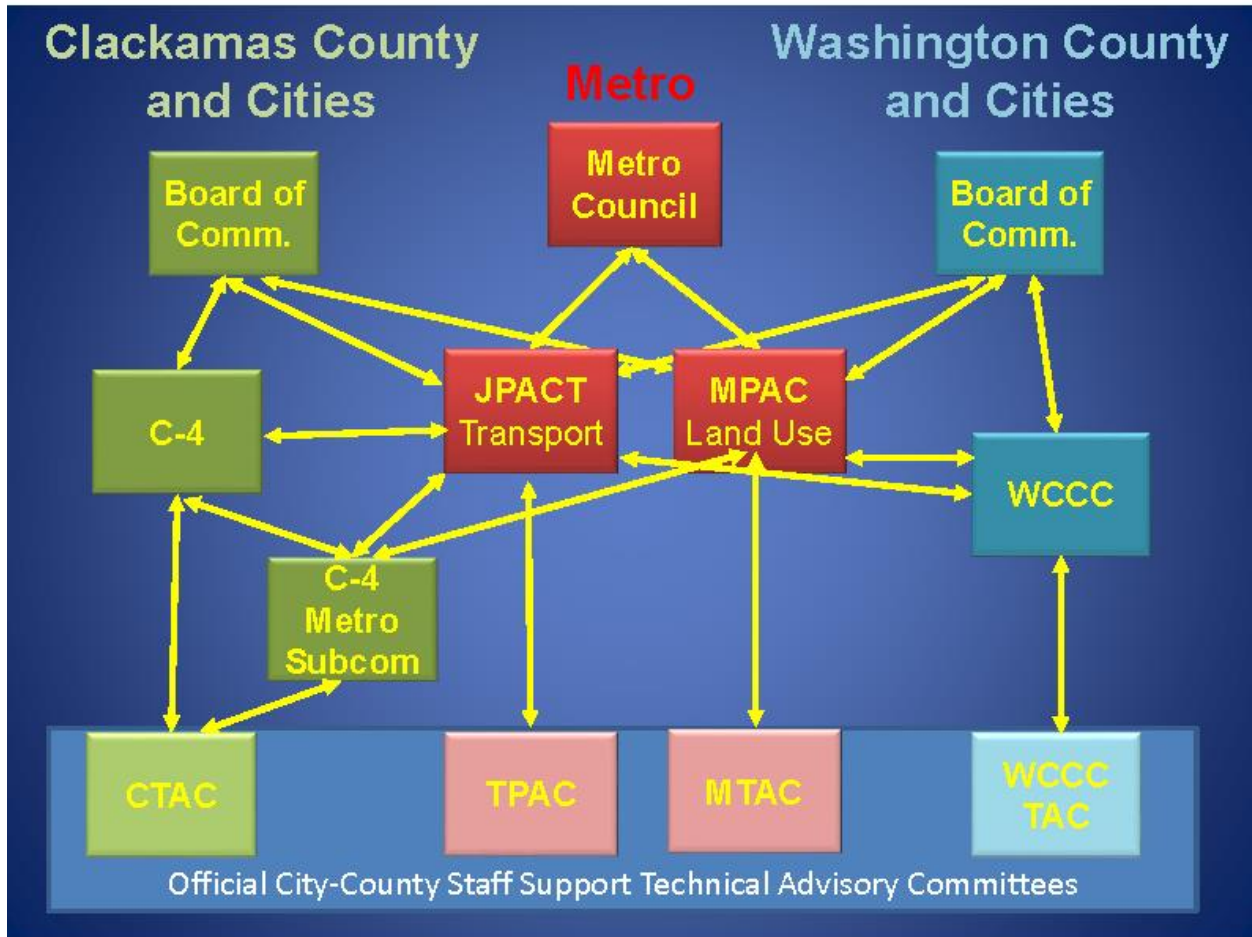 Clackamas County
and Cities
Metro
Washington County
and Cities
Board of
Comm.
Metro
Council
Board of
Comm.
C-4
JPACT
Transport
MPAC
Land Use
WCCC
C-4
Metro
Subcom
CTAC
TPAC
MTAC
WCCC
TAC
Official City-County Staff Support Technical Advisory Committees